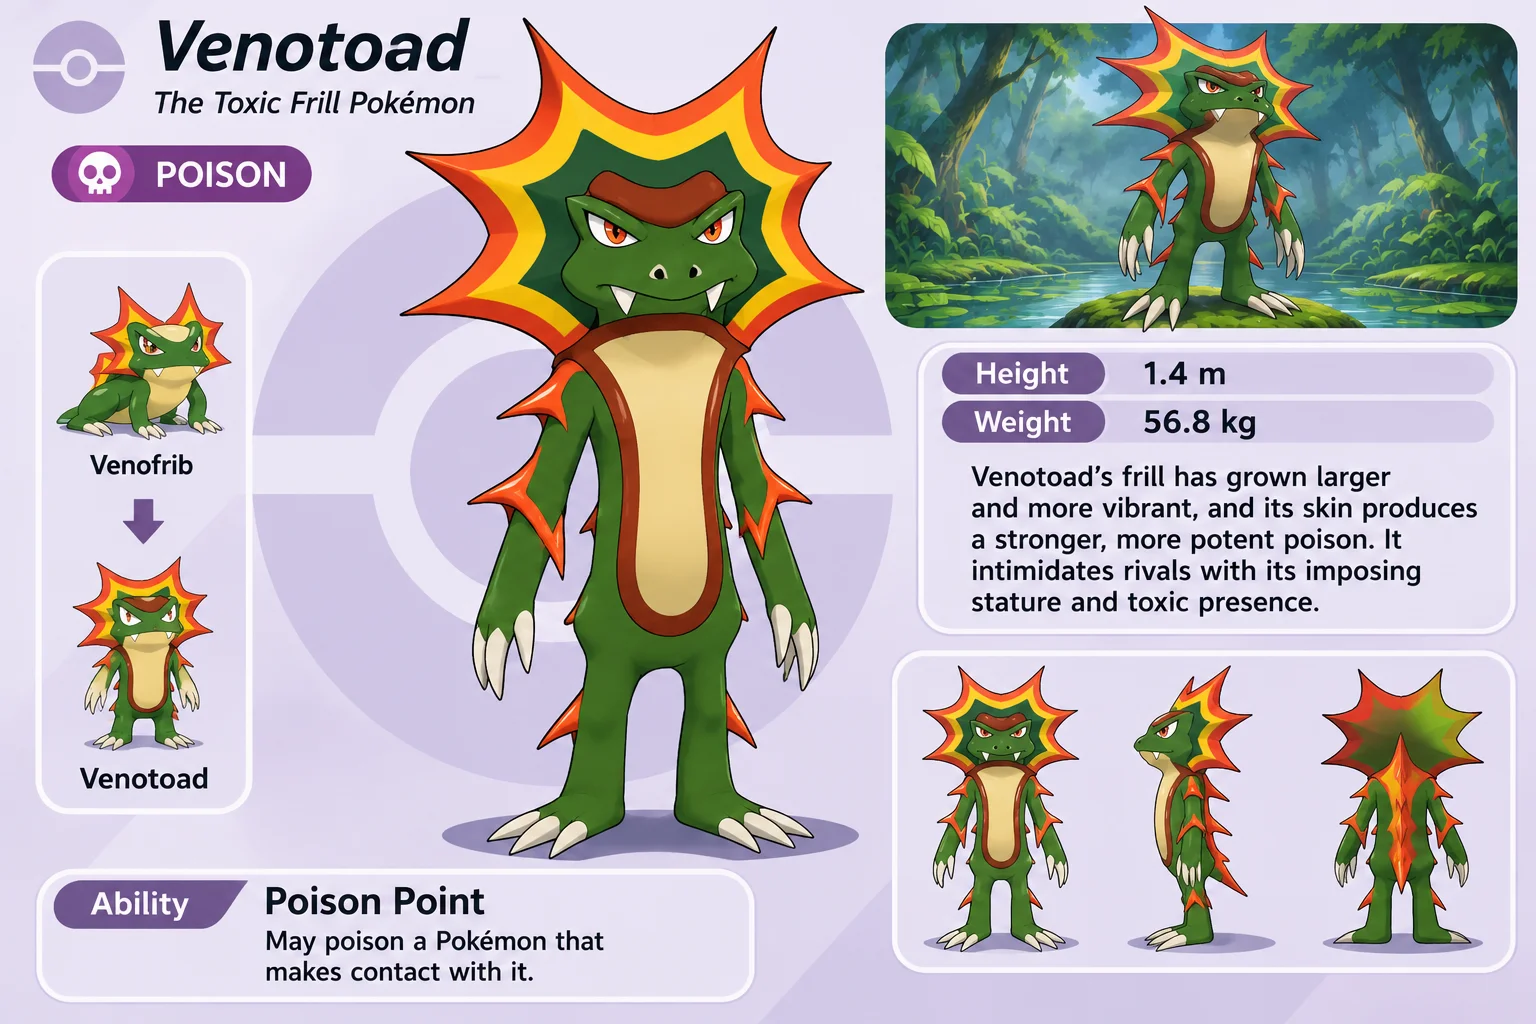 Venotoad
The Toxic Frill Pokémon
POISON
Venofrib
Venotoad
Height
1.4 m
Weight
56.8 kg
Venotoad's frill has grown larger
and more vibrant, and its skin produces
a stronger, more potent poison. It
intimidates rivals with its imposing
stature and toxic presence.
Ability
Poison Point
May poison a Pokémon that
makes contact with it.